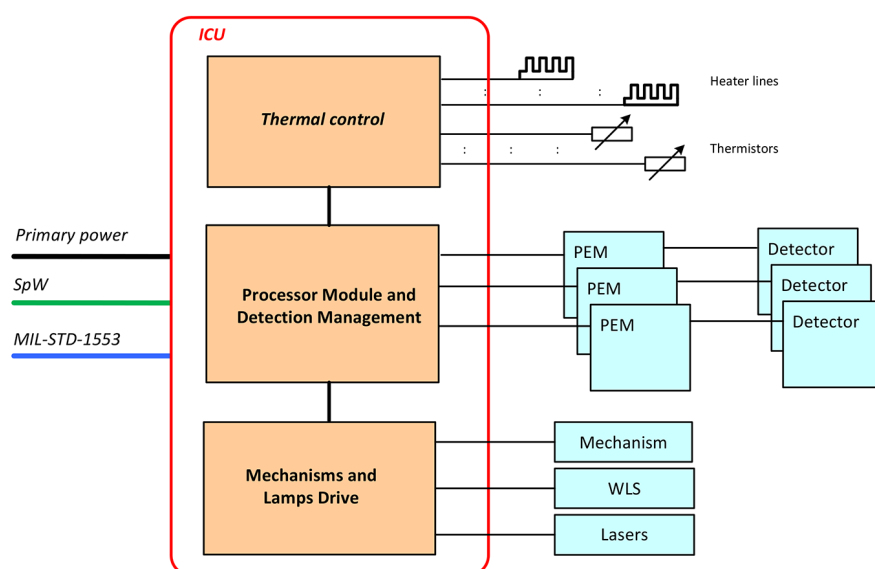 ICU
Thermal control
Heater lines
: : :
Thermistors
: : :
Primary power
SpW
MIL-STD-1553
Processor Module and
Detection Management
PEM
PEM
PEM
Detector
Detector
Detector
Mechanisms and
Lamps Drive
Mechanism
WLS
Lasers